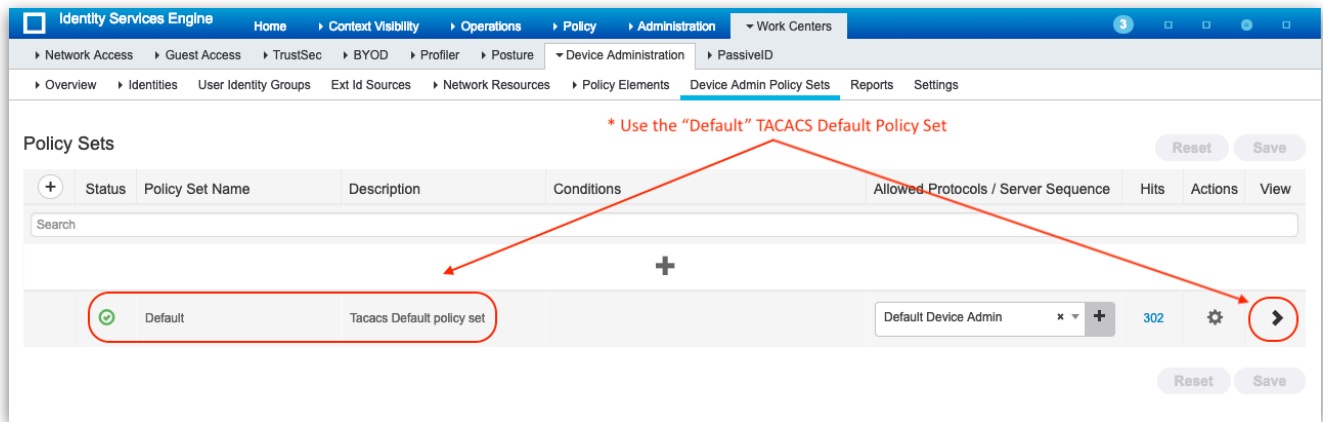 Identity Services Engine Home Context Visibility Operations Policy Administration Work Centers 3
Network Access Guest Access TrustSec BYOD Profiler Posture Device Administration PassiveID
Overview Identities User Identity Groups Ext Id Sources Network Resources Policy Elements Device Admin Policy Sets Reports Settings
* Use the “Default” TACACS Default Policy Set
Policy Sets
Reset Save
+ Status Policy Set Name Description Conditions Allowed Protocols / Server Sequence Hits Actions View
Search
+
Default Tacacs Default policy set Default Device Admin × + 302
Reset Save